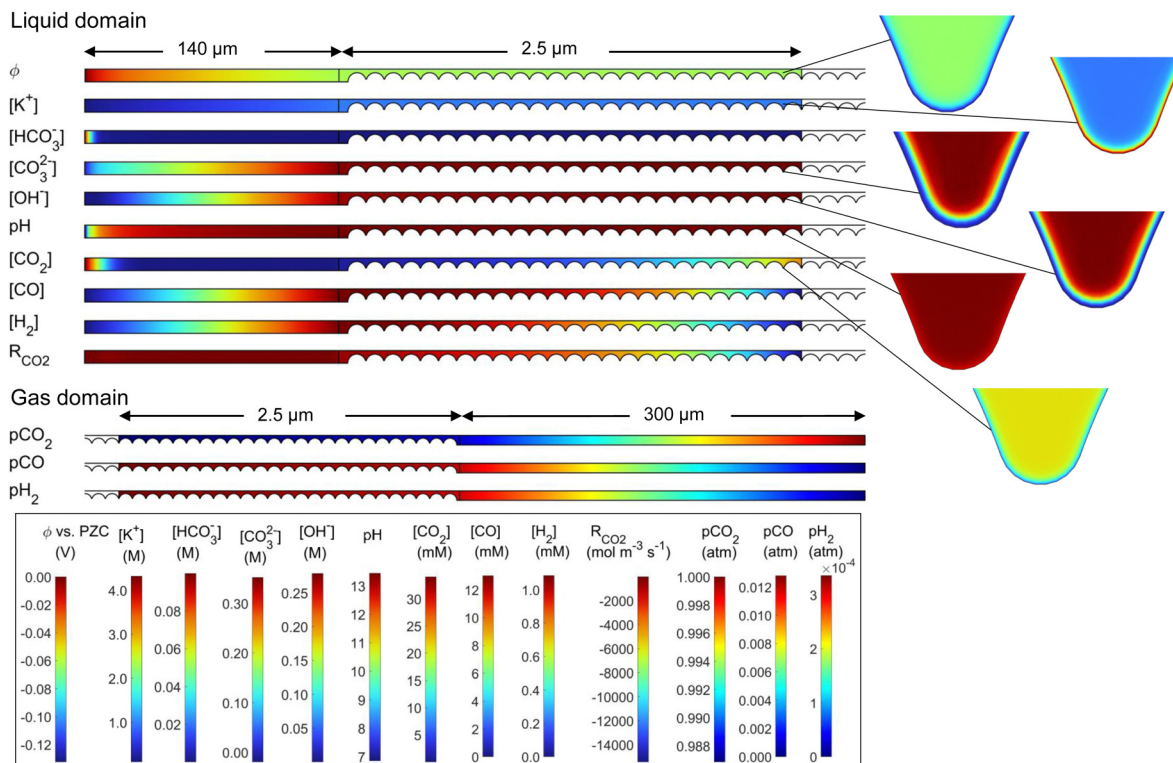 Liquid domain
140 µm
2.5 µm
ϕ
[K⁺]
[HCO₃⁻]
[CO₃²⁻]
[OH⁻]
pH
[CO₂]
[CO]
[H₂]
R_CO2
Gas domain
2.5 µm
300 µm
pCO₂
pCO
pH₂
ϕ vs. PZC [K⁺] [HCO₃⁻] [CO₃²⁻] [OH⁻] pH [CO₂] [CO] [H₂] R_CO2 pCO₂ pCO pH₂
(V) (M) (M) (M) (M) (mM) (mM) (mM) (mol m⁻³ s⁻¹) (atm) (atm) (atm)
×10⁻⁴
0.00 -0.02 -0.04 -0.06 -0.08 -0.10 -0.12
4.0 3.0 2.0 1.0
0.08 0.06 0.04 0.02
0.30 0.20 0.10 0.00
0.25 0.20 0.15 0.10 0.05
13 12 11 10 9 8 7
30 25 20 15 10 5
12 10 8 6 4 2 0
1.0 0.8 0.6 0.4 0.2 0.0
-2000 -4000 -6000 -8000 -10000 -12000 -14000
1.000 0.998 0.996 0.994 0.992 0.990 0.988
0.012 0.010 0.008 0.006 0.004 0.002 0.000
3 2 1 0